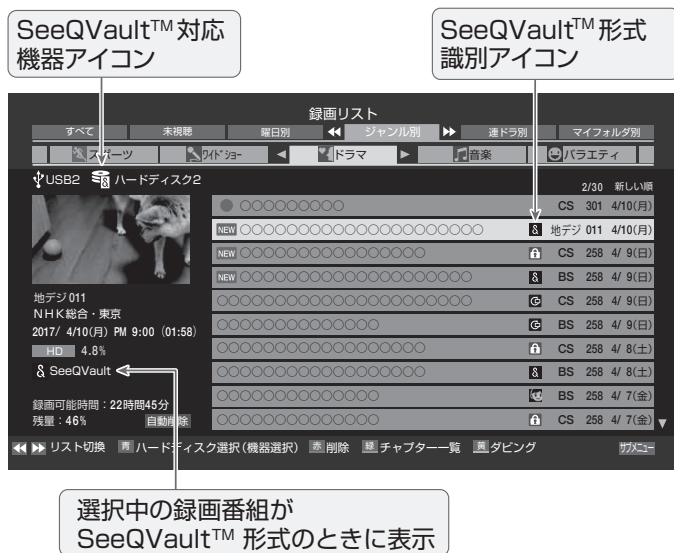 SeeQVault™対応
機器アイコン
SeeQVault™形式
識別アイコン
録画リスト
すべて 未視聴 曜日別 ジャンル別 連ドラ別 マイフォルダ別
スポーツ ワイドショー ドラマ 音楽 バラエティ
USB2 ハードディスク2
2/30 新しい順
○○○○○○○○○ CS 301 4/10(月)
NEW ○○○○○○○○○○○○○○○○○○○○○ 地デジ 011 4/10(月)
NEW ○○○○○○○○○○○○○○○○ CS 258 4/ 9(日)
NEW ○○○○○○○○○○○○○○○○○○○○ BS 258 4/ 9(日)
○○○○○○○○○○○○○○○○○○○○○○ CS 258 4/ 9(日)
○○○○○○○○○○○○○○ BS 258 4/ 9(日)
○○○○○○○○○○○○○○○○○○ CS 258 4/ 8(土)
○○○○○○○○○○○○○○○○○○ BS 258 4/ 8(土)
○○○○○○○○○○○○○○ BS 258 4/ 7(金)
○○○○○○○○○○○○○○ CS 258 4/ 7(金)
地デジ 011
NHK総合・東京
2017/ 4/10(月) PM 9:00 (01:58)
HD 4.8%
SeeQVault
録画可能時間：22時間45分
残量：46% 自動削除
リスト切換 青 ハードディスク選択(機器選択) 赤 削除 緑 チャプター一覧 黄 ダビング サブメニュー
選択中の録画番組が
SeeQVault™ 形式のときに表示